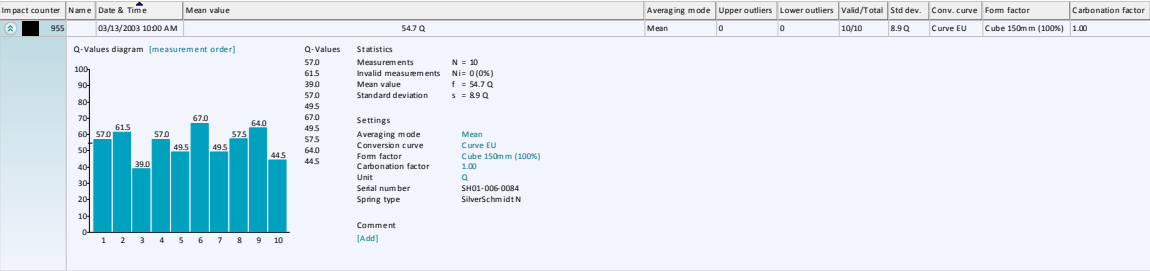 Impact counter Name Date & Time Mean value Averaging mode Upper outliers Lower outliers Valid/Total Std dev. Conv. curve Form factor Carbonation factor
955 03/13/2003 10:00 AM 54.7 Q Mean 0 0 10/10 8.9 Q Curve EU Cube 150mm (100%) 1.00
Q-Values diagram [measurement order]
100
90
80
70
60
50
40
30
20
10
0
57.0 61.5 39.0 57.0 49.5 67.0 49.5 57.5 64.0 44.5
1 2 3 4 5 6 7 8 9 10
Q-Values
57.0
61.5
39.0
57.0
49.5
67.0
49.5
57.5
64.0
44.5
Statistics
Measurements N = 10
Invalid measurements Ni= 0 (0%)
Mean value f = 54.7 Q
Standard deviation s = 8.9 Q
Settings
Averaging mode Mean
Conversion curve Curve EU
Form factor Cube 150mm (100%)
Carbonation factor 1.00
Unit Q
Serial number SH01-006-0084
Spring type SilverSchmidt N
Comment
[Add]